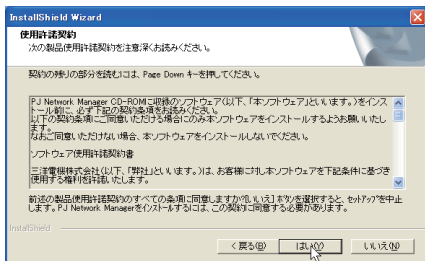 InstallShield Wizard
使用許諾契約
次の製品使用許諾契約を注意深くお読みください。
契約の残りの部分を読むには、Page Down キーを押してください。
PJ Network Manager CD-ROMに収録のソフトウェア(以下、「本ソフトウェア」といいます。)をインス
トール前に、必ず下記の契約条項をお読みください。
以下の契約条項にご同意いただける場合にのみ本ソフトウェアをインストールするようお願いいたし
ます。
なおご同意いただけない場合、本ソフトウェアをインストールしないでください。
ソフトウェア使用許諾契約書
三洋電機株式会社(以下、「弊社」といいます。)は、お客様に対し本ソフトウェアを下記条件に基づき
使用する権利を許諾いたします。
前述の製品使用許諾契約のすべての条項に同意しますか?[いいえ]ボタンを選択すると、セットアップを中止
します。PJ Network Managerをインストールするには、この契約に同意する必要があります。
InstallShield
< 戻る(B)
はい(Y)
いいえ(N)